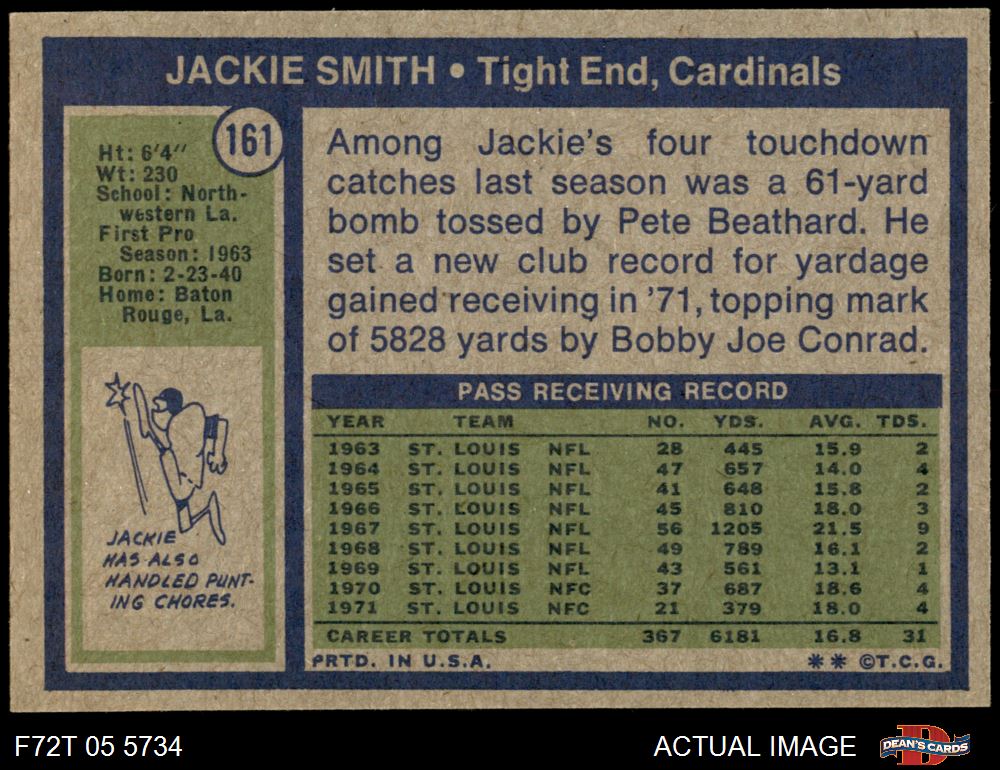 JACKIE SMITH • Tight End, Cardinals
161
Ht: 6'4"
Wt: 230
School: North-
western La.
First Pro
Season: 1963
Born: 2-23-40
Home: Baton
Rouge, La.
JACKIE
HAS ALSO
HANDLED PUNT-
ING CHORES.
Among Jackie's four touchdown
catches last season was a 61-yard
bomb tossed by Pete Beathard. He
set a new club record for yardage
gained receiving in '71, topping mark
of 5828 yards by Bobby Joe Conrad.
PASS RECEIVING RECORD
YEAR TEAM NO. YDS. AVG. TDS.
1963 ST. LOUIS NFL 28 445 15.9 2
1964 ST. LOUIS NFL 47 657 14.0 4
1965 ST. LOUIS NFL 41 648 15.8 2
1966 ST. LOUIS NFL 45 810 18.0 3
1967 ST. LOUIS NFL 56 1205 21.5 9
1968 ST. LOUIS NFL 49 789 16.1 2
1969 ST. LOUIS NFL 43 561 13.1 1
1970 ST. LOUIS NFC 37 687 18.6 4
1971 ST. LOUIS NFC 21 379 18.0 4
CAREER TOTALS 367 6181 16.8 31
PRTD. IN U.S.A. ** ©T.C.G.
F72T 05 5734 ACTUAL IMAGE D DEAN'S CARDS